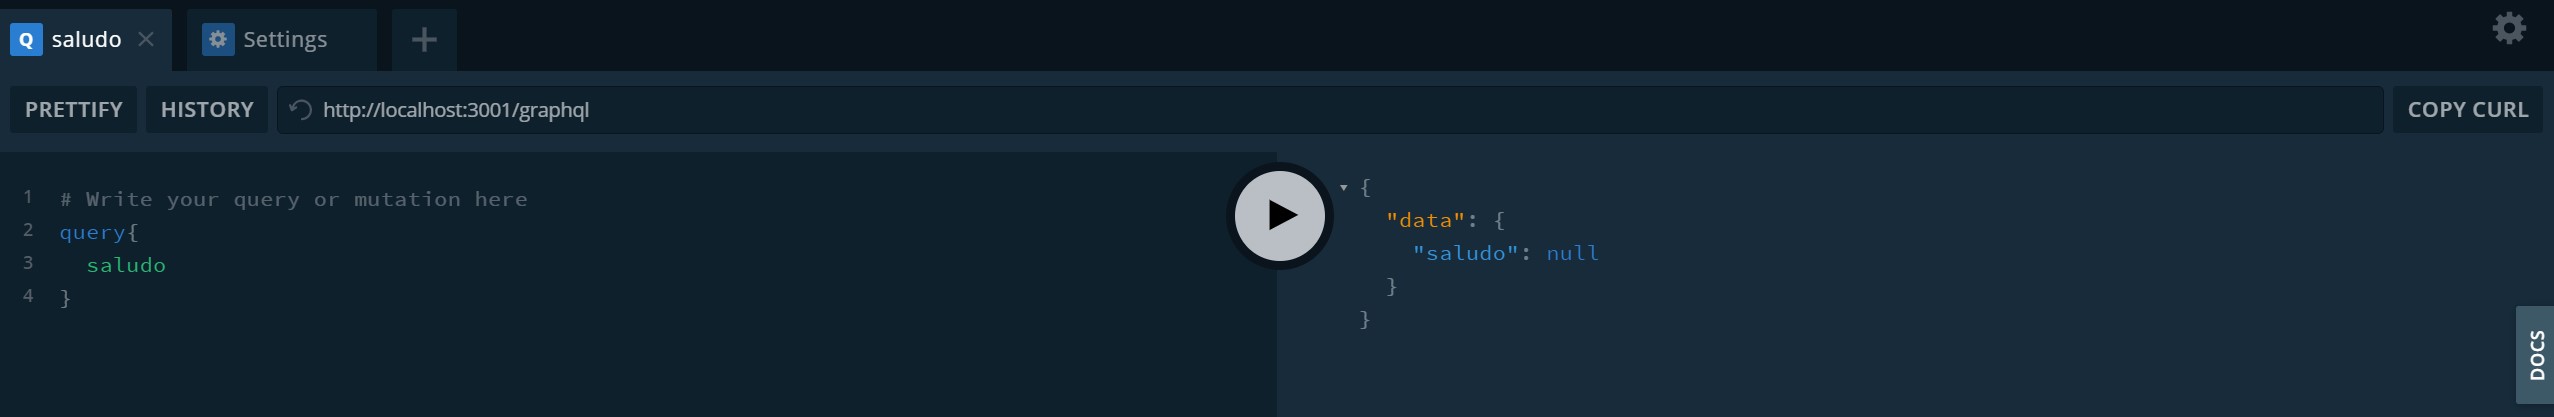 Q saludo Settings
PRETTIFY HISTORY http://localhost:3001/graphql COPY CURL
1 # Write your query or mutation here
2 query{
3 saludo
4 }
{
"data": {
"saludo": null
}
}
DOCS